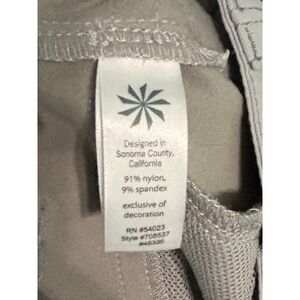 Designed in
Sonoma County,
California
91% nylon,
9% spandex
exclusive of
decoration
RN #54023
Style #708537